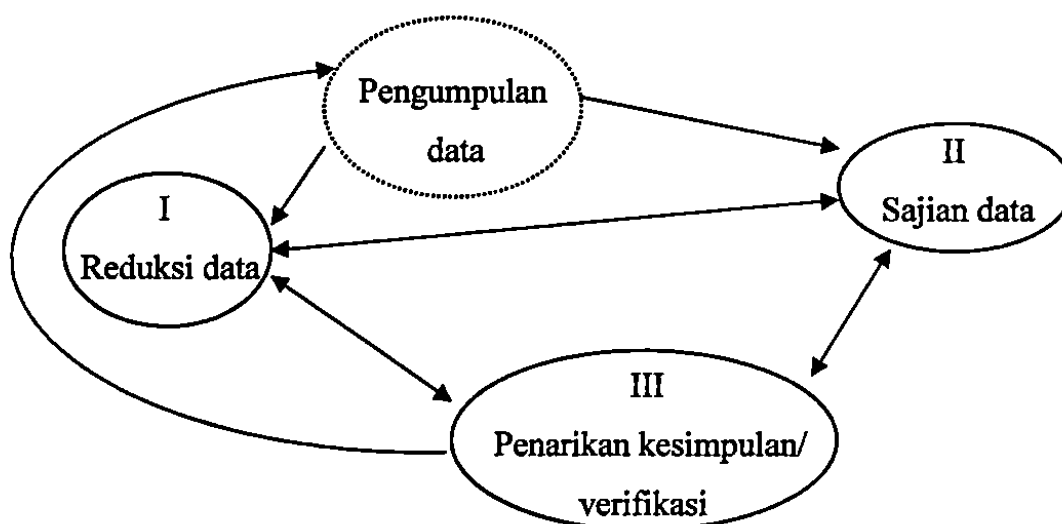 Pengumpulan
data
I
Reduksi data
II
Sajian data
III
Penarikan kesimpulan/
verifikasi